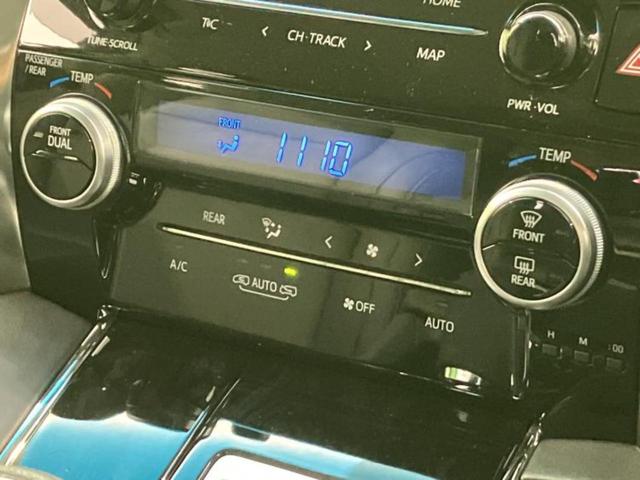 HOME
TUNE·SCROLL
TɪC
< CH·TRACK >
MAP
PWR·VOL
PASSENGER
/REAR
TEMP
FRONT
DUAL
FRONT
1110
TEMP
FRONT
REAR
REAR
< >
A/C
AUTO
OFF
AUTO
H M :00